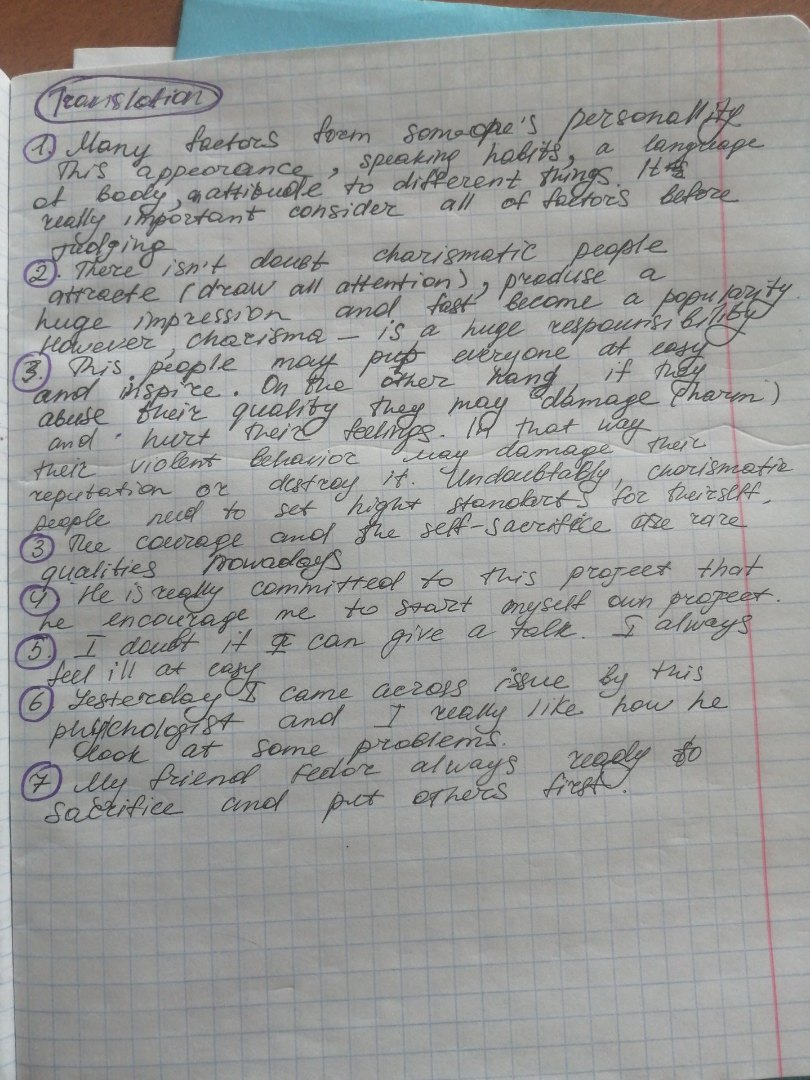 Translation
1. Many factors form someone's personality
This appearance, speaking habits, a language
of body, attitude to different things. It is
really important consider all of factors before
judging
2. There isn't doubt charismatic people
attracte (draw all attention), produse a
huge impression and fast become a popularity.
However, charisma – is a huge responsibility
3. This people may put everyone at easy
and inspire. On the other hang, if they
abuse their quality they may damage (harm)
and hurt their feelings. In that way
their violent behavior may damage their
reputation or destroy it. Undoubtably, charismatic
people need to set hight standarts for theirself.
3 The courage and the self-sacrifice are rare
qualities nowadays
4 He is really committed to this project that
he encourage me to start myself own project.
5. I doubt if I can give a talk. I always
feel ill at easy
6 Yesterday I came across issue by this
phychologist and I really like how he
look at some problems.
7 My friend Fedor always ready to
sacrifice and put others first.